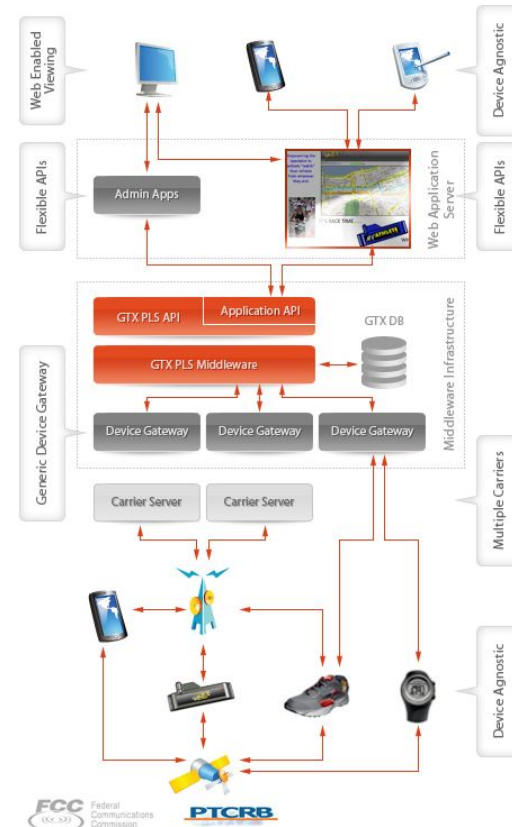 Web Enabled
Viewing
Device Agnostic
Flexible APIs
Admin Apps
RACE TIME
Web Application
Server
Flexible APIs
GTX PLS API
Application API
GTX DB
GTX PLS Middleware
Middleware Infrastructure
Generic Device Gateway
Device Gateway
Device Gateway
Device Gateway
Carrier Server
Carrier Server
Multiple Carriers
Device Agnostic
FCC
Federal
Communications
Commission
PTCRB